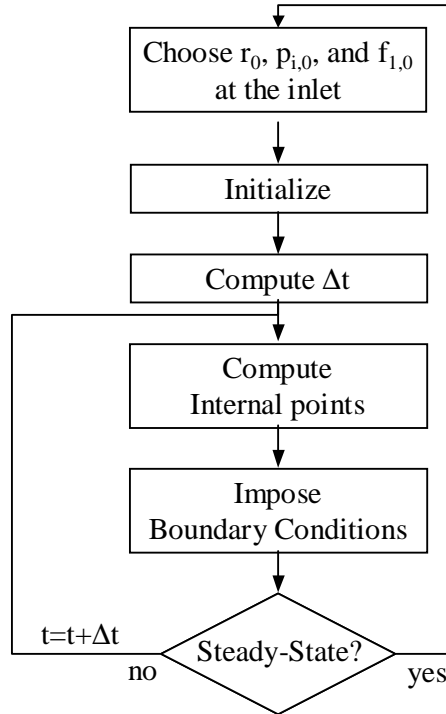 Choose r₀, pᵢ,₀, and f₁,₀
at the inlet
Initialize
Compute Δt
Compute
Internal points
Impose
Boundary Conditions
t=t+Δt
Steady-State?
no
yes